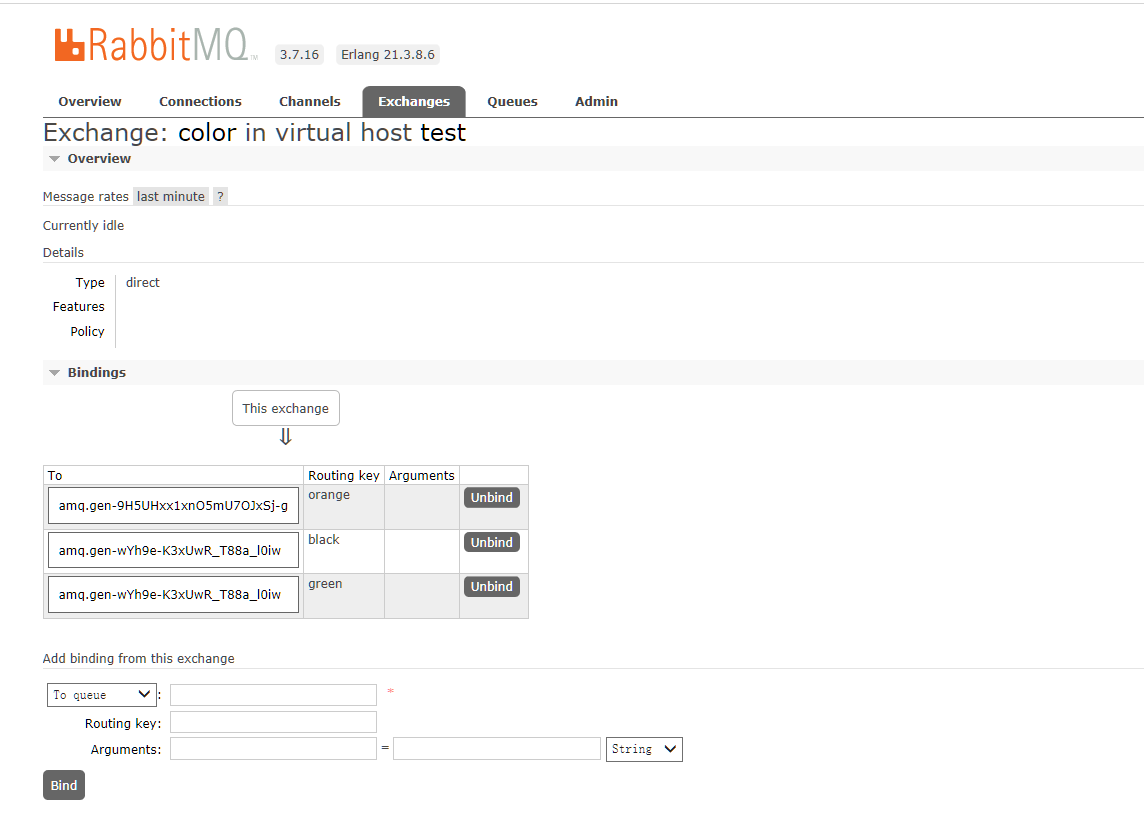 RabbitMQ TM 3.7.16 Erlang 21.3.8.6
Overview Connections Channels Exchanges Queues Admin
Exchange: color in virtual host test
Overview
Message rates last minute ?
Currently idle
Details
Type direct
Features
Policy
Bindings
This exchange
⇓
To Routing key Arguments
amq.gen-9H5UHxx1xnO5mU7OJxSj-g orange Unbind
amq.gen-wYh9e-K3xUwR_T88a_l0iw black Unbind
amq.gen-wYh9e-K3xUwR_T88a_l0iw green Unbind
Add binding from this exchange
To queue : *
Routing key:
Arguments: = String
Bind